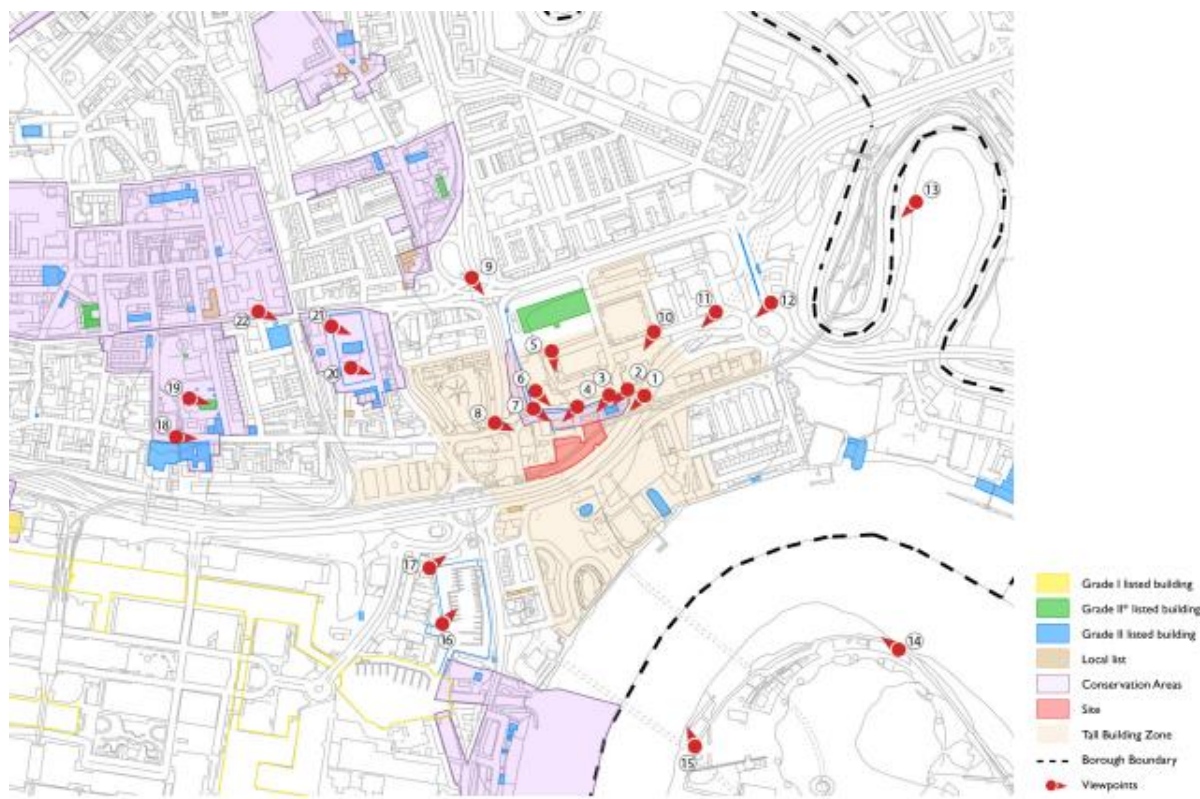 13
9
22
21
11
12
10
5
20
6
4
3
2
1
19
7
8
18
17
16
14
15
Grade I listed building
Grade II* listed building
Grade II listed building
Local list
Conservation Areas
Site
Tall Building Zone
Borough Boundary
Viewpoints